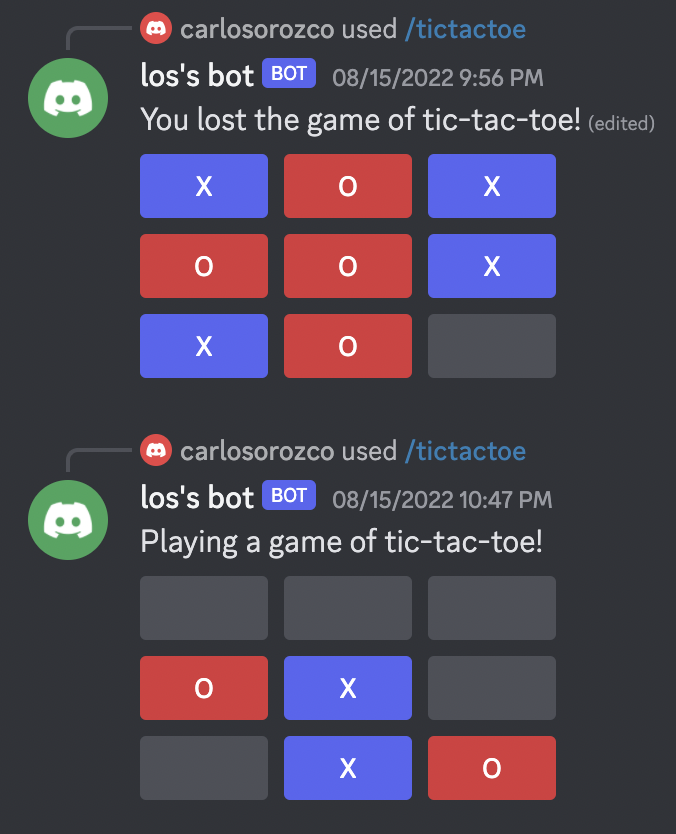 carlosorozco used /tictactoe
los's bot BOT 08/15/2022 9:56 PM
You lost the game of tic-tac-toe! (edited)
X O X
O O X
X O
carlosorozco used /tictactoe
los's bot BOT 08/15/2022 10:47 PM
Playing a game of tic-tac-toe!
O X
X O